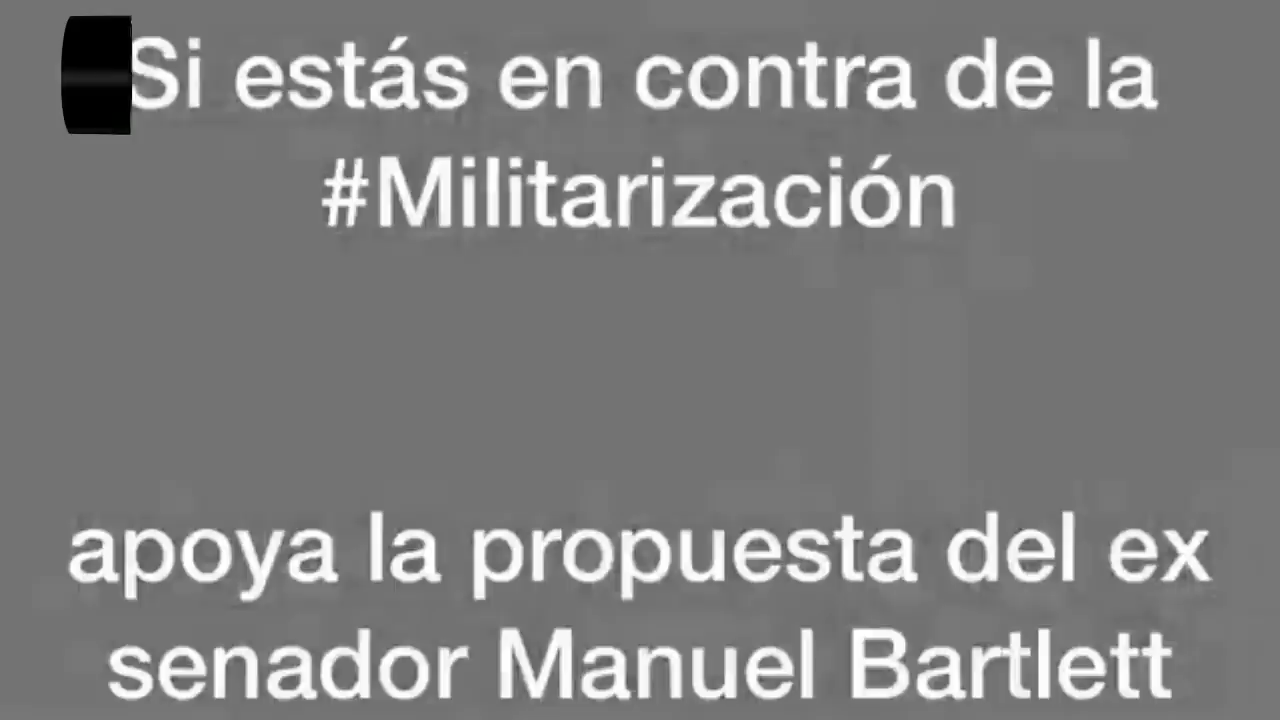 Si estás en contra de la
#Militarización
apoya la propuesta del ex
senador Manuel Bartlett